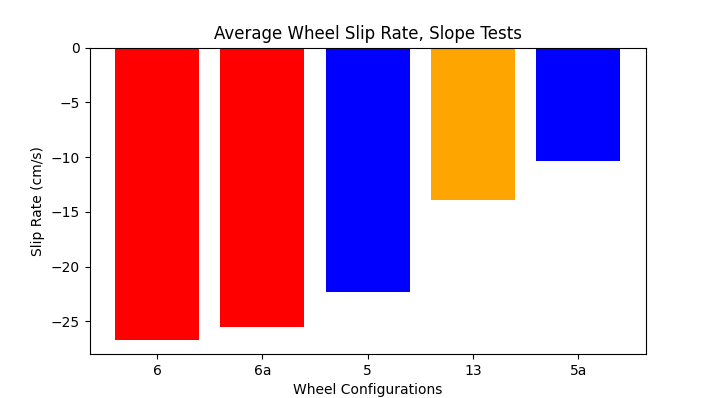 Average Wheel Slip Rate, Slope Tests
0
−5
−10
−15
−20
−25
Slip Rate (cm/s)
6 6a 5 13 5a
Wheel Configurations